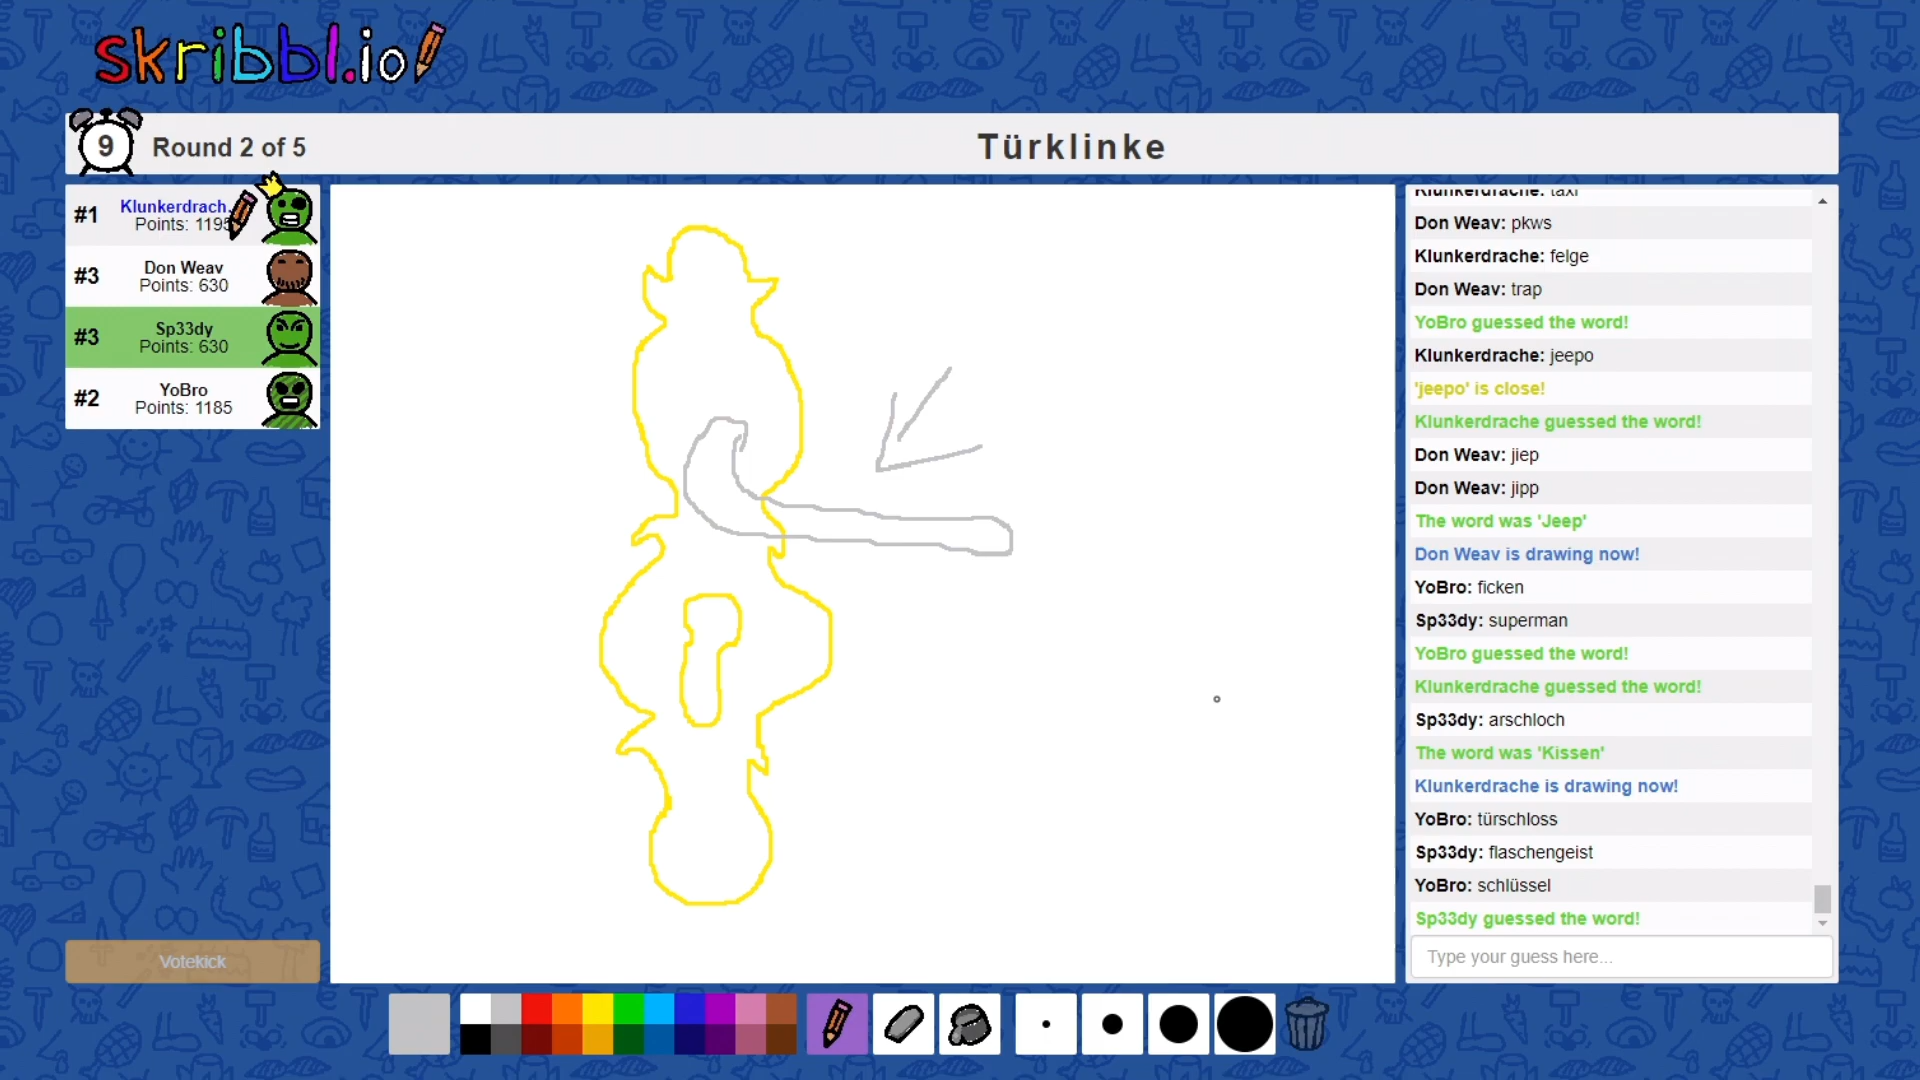 skribbl.io
9
Round 2 of 5
Türklinke
#1
Klunkerdrach.
Points: 1195
#3
Don Weav
Points: 630
#3
Sp33dy
Points: 630
#2
YoBro
Points: 1185
Votekick
Klunkerdrache: taxi
Don Weav: pkws
Klunkerdrache: felge
Don Weav: trap
YoBro guessed the word!
Klunkerdrache: jeepo
'jeepo' is close!
Klunkerdrache guessed the word!
Don Weav: jiep
Don Weav: jipp
The word was 'Jeep'
Don Weav is drawing now!
YoBro: ficken
Sp33dy: superman
YoBro guessed the word!
Klunkerdrache guessed the word!
Sp33dy: arschloch
The word was 'Kissen'
Klunkerdrache is drawing now!
YoBro: türschloss
Sp33dy: flaschengeist
YoBro: schlüssel
Sp33dy guessed the word!
Type your guess here...